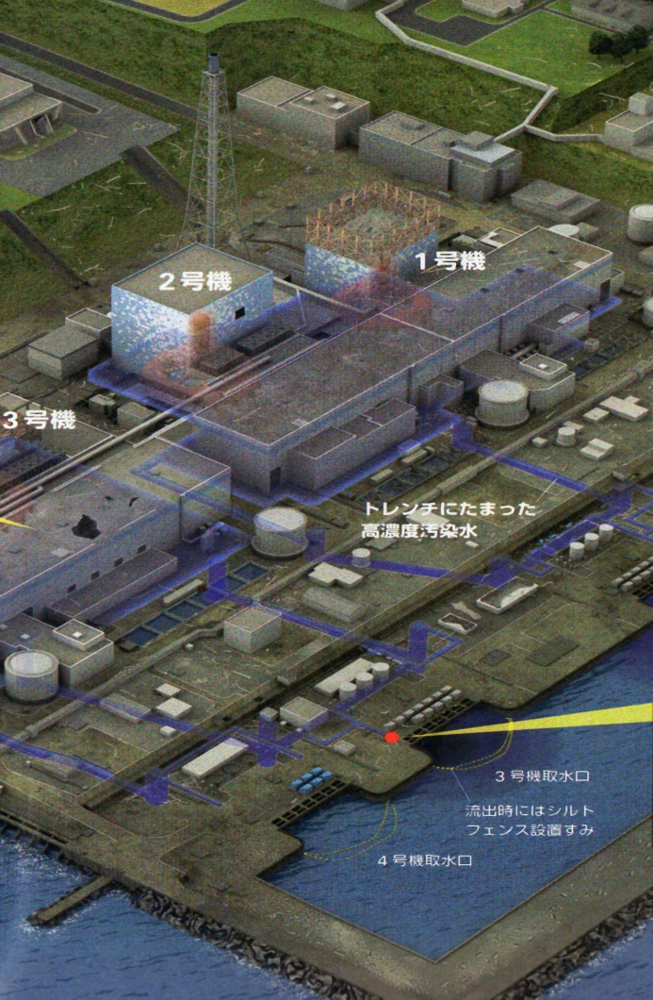 1号機
2号機
3号機
トレンチにたまった
高濃度汚染水
3号機取水口
流出時にはシルト
フェンス設置すみ
4号機取水口